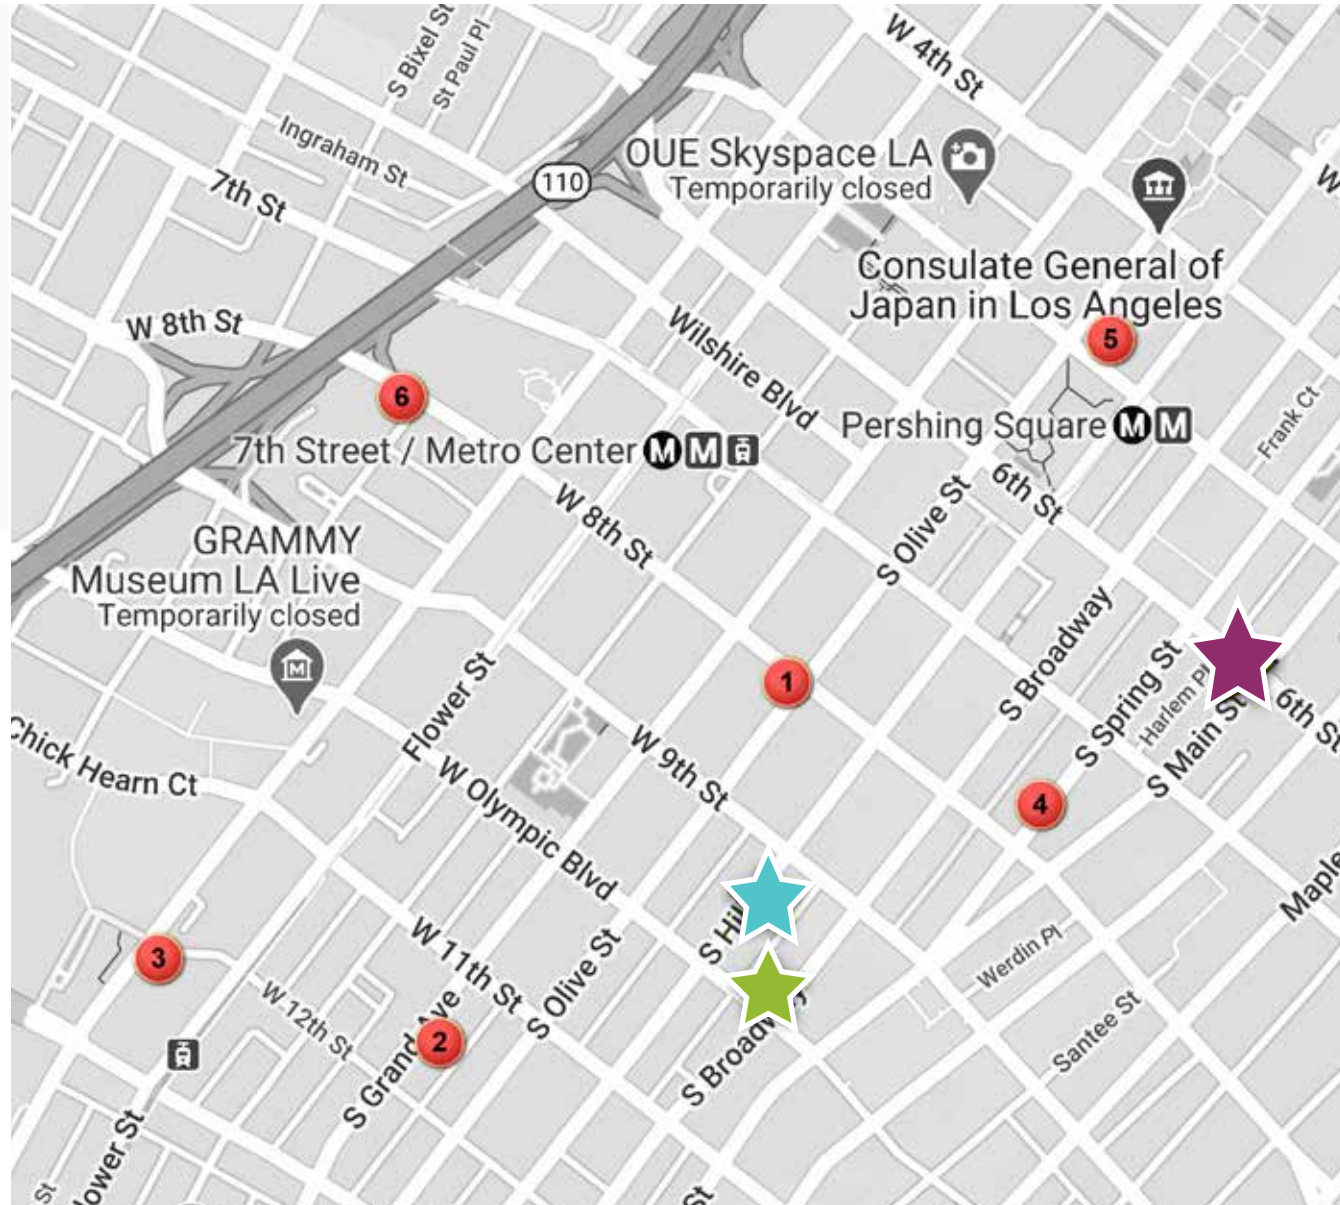 S Bixel St
St Paul Pl
W 4th St
Ingraham St
OUE Skyspace LA
Temporarily closed
110
7th St
W
Consulate General of
Japan in Los Angeles
W 8th St
Wilshire Blvd
5
6
Frank Ct
Pershing Square M M
7th Street / Metro Center M M
6th St
W 8th St
S Olive St
GRAMMY
Museum LA Live
Temporarily closed
M
S Broadway
S Spring St
Harlem Pl
1
Flower St
6th St
S Main St
Chick Hearn Ct
W 9th St
W Olympic Blvd
4
Maple
S Hil
W 11th St
S Olive St
Werdin Pl
3
W 12th St
S Grand Ave
2
S Broadway
Santee St
lower St
St
St